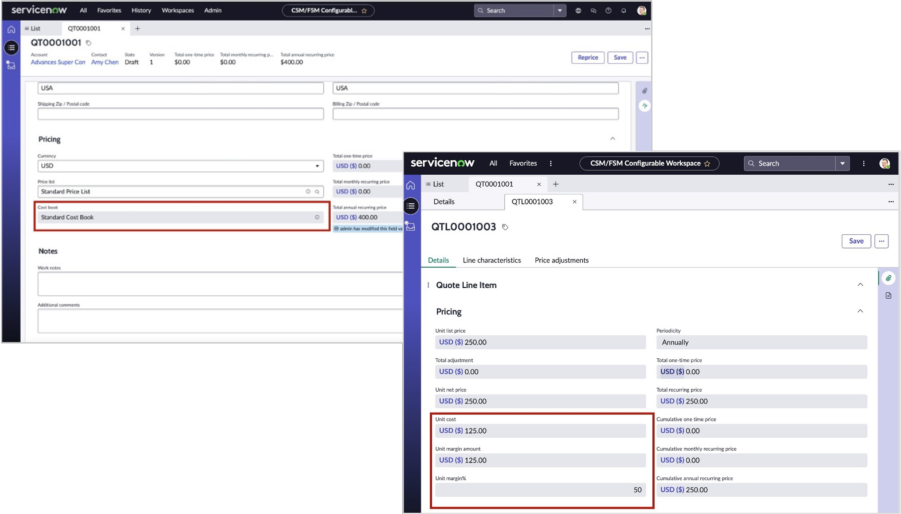 servicenow All Favorites History Workspaces Admin CSM/FSM Configurabl... Search
List QT0001001 × +
QT0001001
Account Contact State Version Total one-time price Total monthly recurring p... Total annual recurring price
Advances Super Con Amy Chen Draft 1 $0.00 $0.00 $400.00
Reprice Save ...
USA USA
Shipping Zip / Postal code Billing Zip / Postal code
Pricing
Currency Total one-time price
USD USD ($) 0.00
Price list Total monthly recurring price
Standard Price List USD ($) 0.00
Cost book Total annual recurring price
Standard Cost Book USD ($) 400.00
admin has modified this field va
Notes
Work notes
Additional comments
servicenow All Favorites CSM/FSM Configurable Workspace Search
List QT0001001 × +
Details QTL0001003 ×
QTL0001003
Save ...
Details Line characteristics Price adjustments
Quote Line Item
Pricing
Unit list price Periodicity
USD ($) 250.00 Annually
Total adjustment Total one-time price
USD ($) 0.00 USD ($) 0.00
Unit net price Total recurring price
USD ($) 250.00 USD ($) 250.00
Unit cost Cumulative one time price
USD ($) 125.00 USD ($) 0.00
Unit margin amount Cumulative monthly recurring price
USD ($) 125.00 USD ($) 0.00
Unit margin% Cumulative annual recurring price
50 USD ($) 250.00